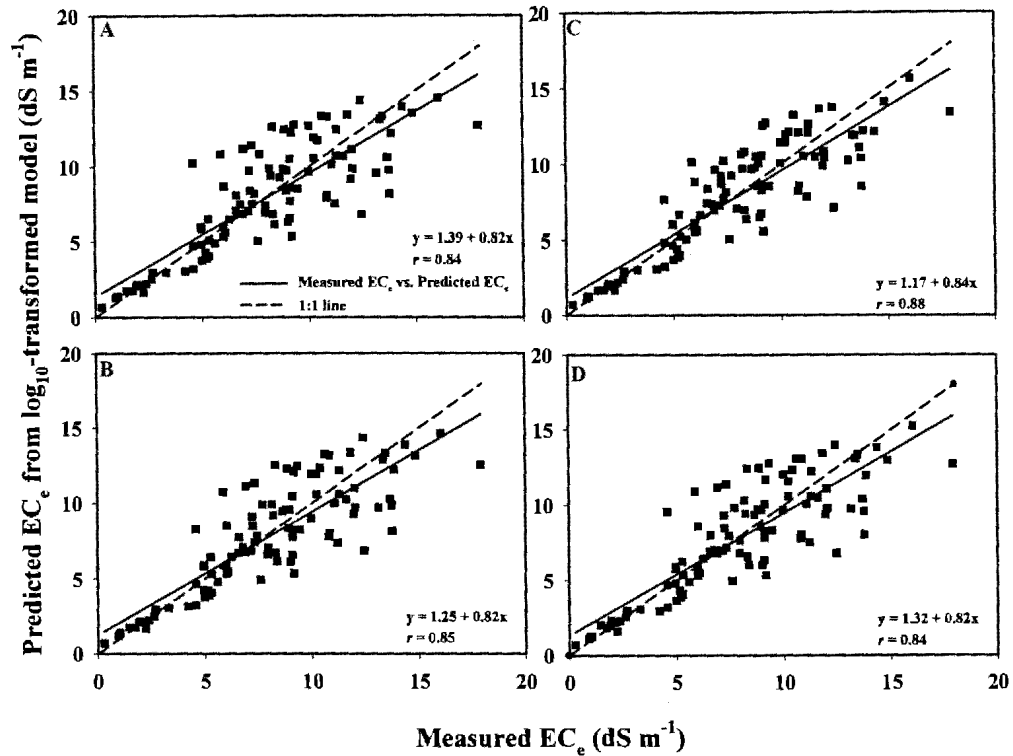 Predicted ECe from log10-transformed model (dS m-1)
A
20
15
10
5
0
y = 1.39 + 0.82x
r = 0.84
Measured ECe vs. Predicted ECe
1:1 line
C
20
15
10
5
0
y = 1.17 + 0.84x
r = 0.88
0 5 10 15 20
B
20
15
10
5
0
y = 1.25 + 0.82x
r = 0.85
0 5 10 15 20
D
20
15
10
5
0
y = 1.32 + 0.82x
r = 0.84
0 5 10 15 20
Measured ECe (dS m-1)